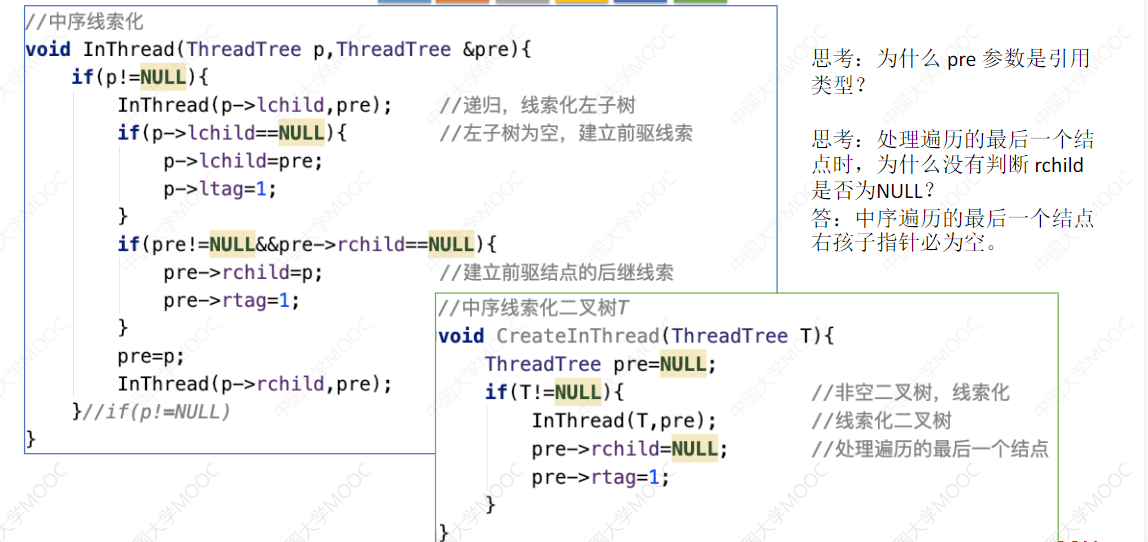 //中序线索化
void InThread(ThreadTree p,ThreadTree &pre){
if(p!=NULL){
InThread(p->lchild,pre); //递归，线索化左子树
if(p->lchild==NULL){ //左子树为空，建立前驱线索
p->lchild=pre;
p->ltag=1;
}
if(pre!=NULL&&pre->rchild==NULL){
pre->rchild=p; //建立前驱结点的后继线索
pre->rtag=1;
}
pre=p;
InThread(p->rchild,pre);
}//if(p!=NULL)
}
//中序线索化二叉树T
void CreateInThread(ThreadTree T){
ThreadTree pre=NULL;
if(T!=NULL){ //非空二叉树，线索化
InThread(T,pre); //线索化二叉树
pre->rchild=NULL; //处理遍历的最后一个结点
pre->rtag=1;
}
}
思考：为什么 pre 参数是引用
类型？
思考：处理遍历的最后一个结
点时，为什么没有判断 rchild
是否为NULL？
答：中序遍历的最后一个结点
右孩子指针必为空。
中国大学MOOC